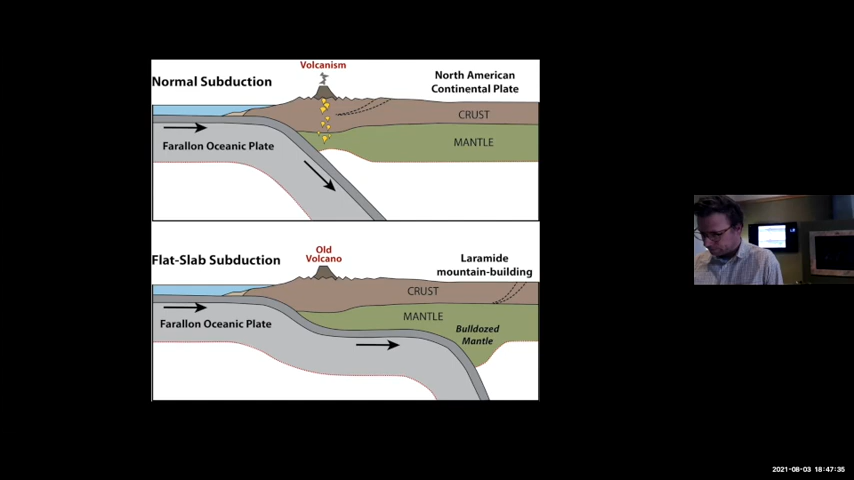 Volcanism
Normal Subduction
North American
Continental Plate
CRUST
Farallon Oceanic Plate
MANTLE
Flat-Slab Subduction
Old
Volcano
Laramide
mountain-building
CRUST
MANTLE
Farallon Oceanic Plate
Bulldozed
Mantle
2021-08-03 18:47:35